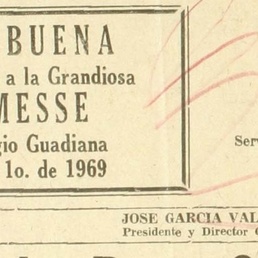 BUENA
a la Grandiosa
MESSE
gio Guadiana
1o. de 1969
Ser
JOSE GARCIA VAL
Presidente y Director